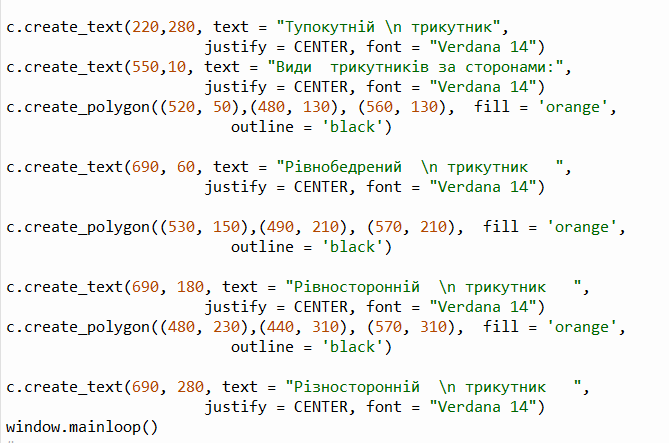 c.create_text(220,280, text = "Тупокутній \n трикутник",
                      justify = CENTER, font = "Verdana 14")
c.create_text(550,10, text = "Види  трикутників за сторонами:",
                      justify = CENTER, font = "Verdana 14")
c.create_polygon((520, 50),(480, 130), (560, 130),  fill = 'orange',
                         outline = 'black')
c.create_text(690, 60, text = "Рівнобедрений  \n трикутник   ",
                      justify = CENTER, font = "Verdana 14")
c.create_polygon((530, 150),(490, 210), (570, 210),  fill = 'orange',
                         outline = 'black')
c.create_text(690, 180, text = "Рівносторонній  \n трикутник   ",
                      justify = CENTER, font = "Verdana 14")
c.create_polygon((480, 230),(440, 310), (570, 310),  fill = 'orange',
                         outline = 'black')
c.create_text(690, 280, text = "Різносторонній  \n трикутник   ",
                      justify = CENTER, font = "Verdana 14")
window.mainloop()